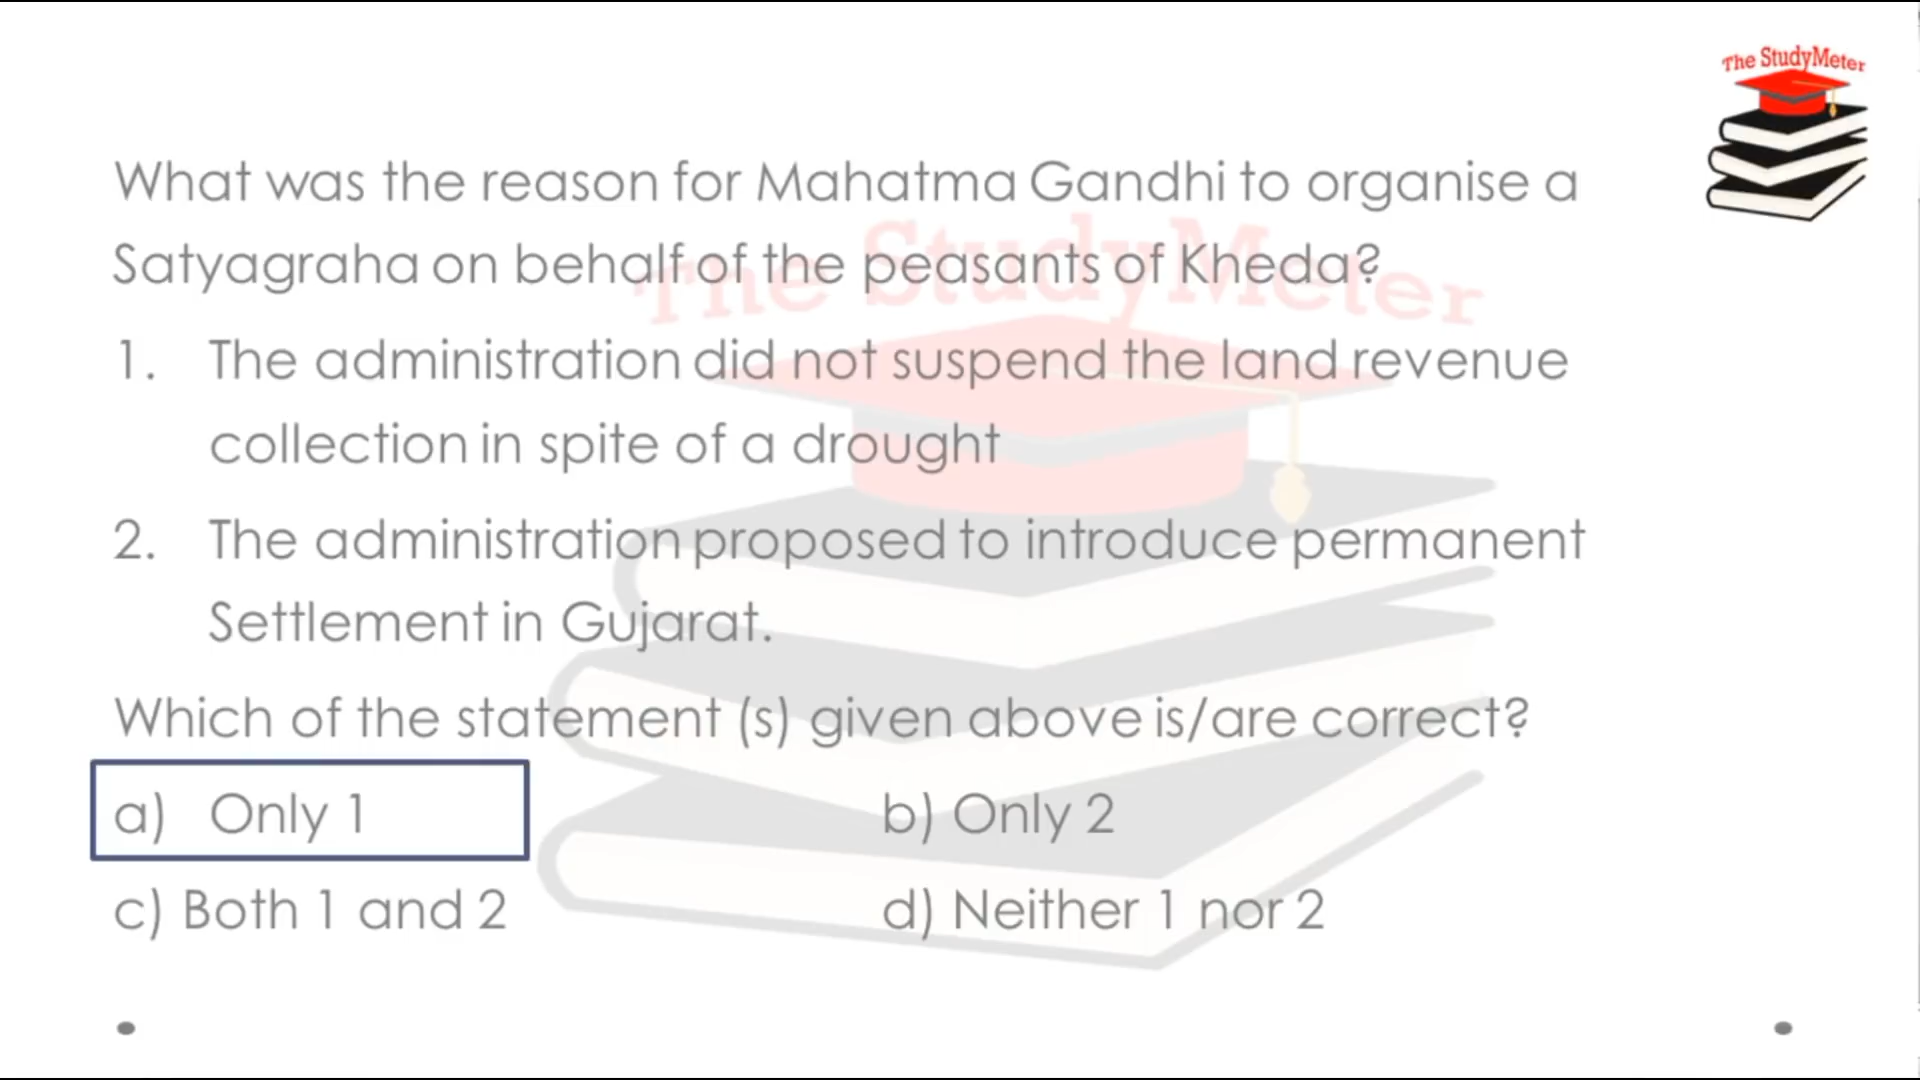 The StudyMeter
What was the reason for Mahatma Gandhi to organise a
Satyagraha on behalf of the peasants of Kheda?
The StudyMeter
1. The administration did not suspend the land revenue
collection in spite of a drought
2. The administration proposed to introduce permanent
Settlement in Gujarat.
Which of the statement (s) given above is/are correct?
a) Only 1
b) Only 2
c) Both 1 and 2
d) Neither 1 nor 2